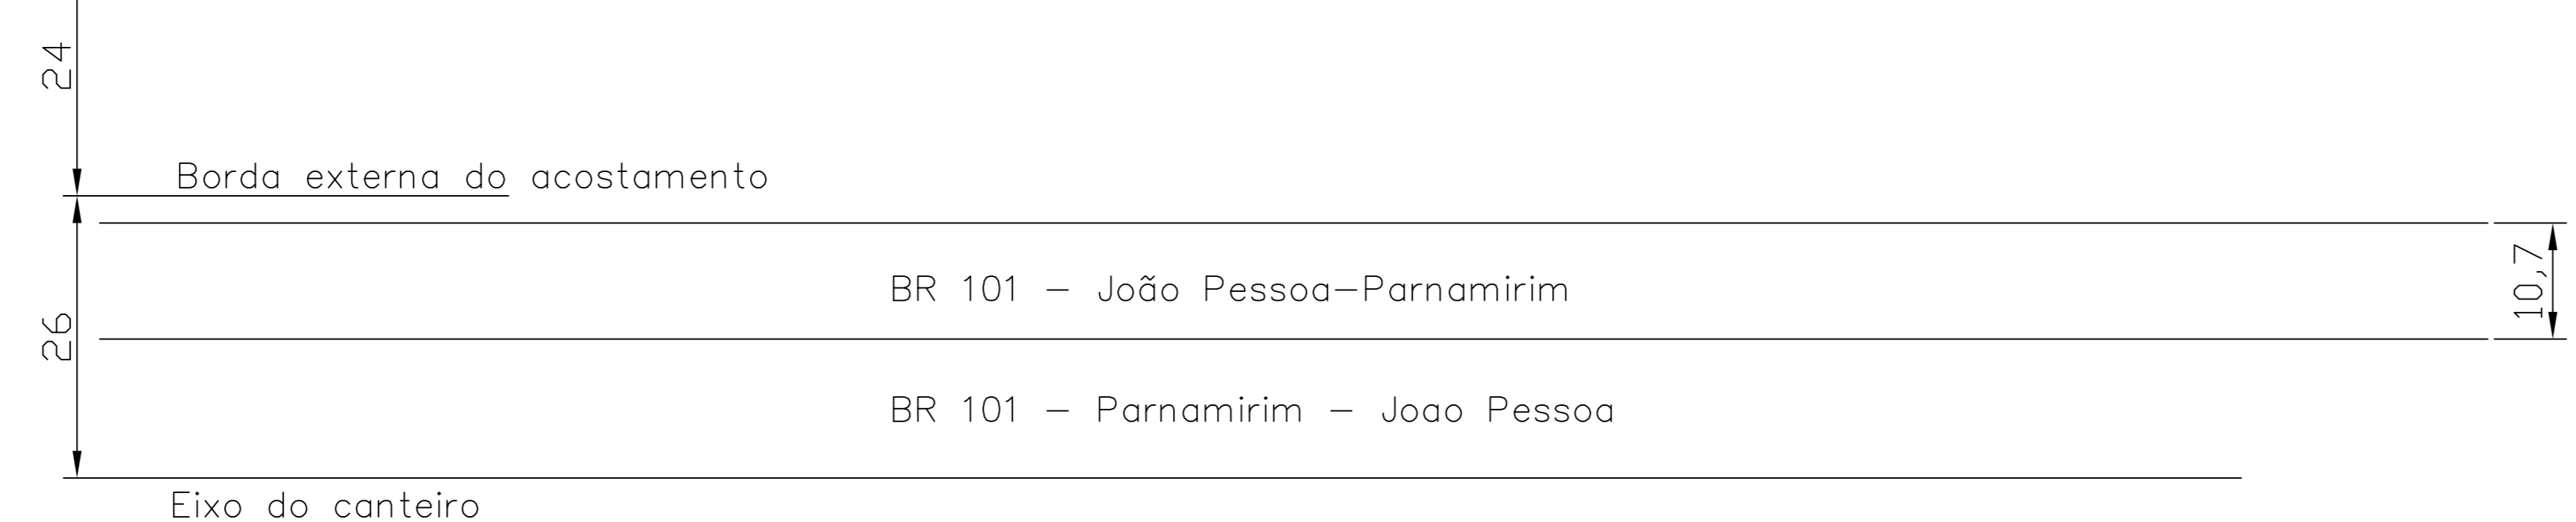 24
Borda externa do acostamento
BR 101 - João Pessoa-Parnamirim
10,7
26
BR 101 - Parnamirim - Joao Pessoa
Eixo do canteiro